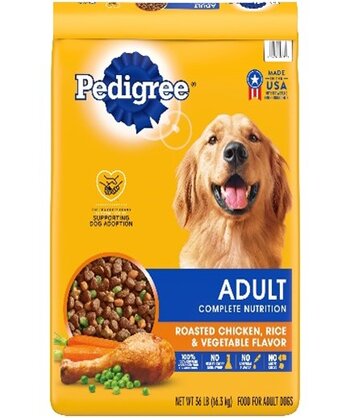 Pedigree®
MADE IN THE
USA
SUPPORTING
DOG ADOPTION
ADULT
COMPLETE NUTRITION
ROASTED CHICKEN, RICE
& VEGETABLE FLAVOR
100%
NO
NO
NO
NET WT 36 LB (16.3 kg) FOOD FOR ADULT DOGS